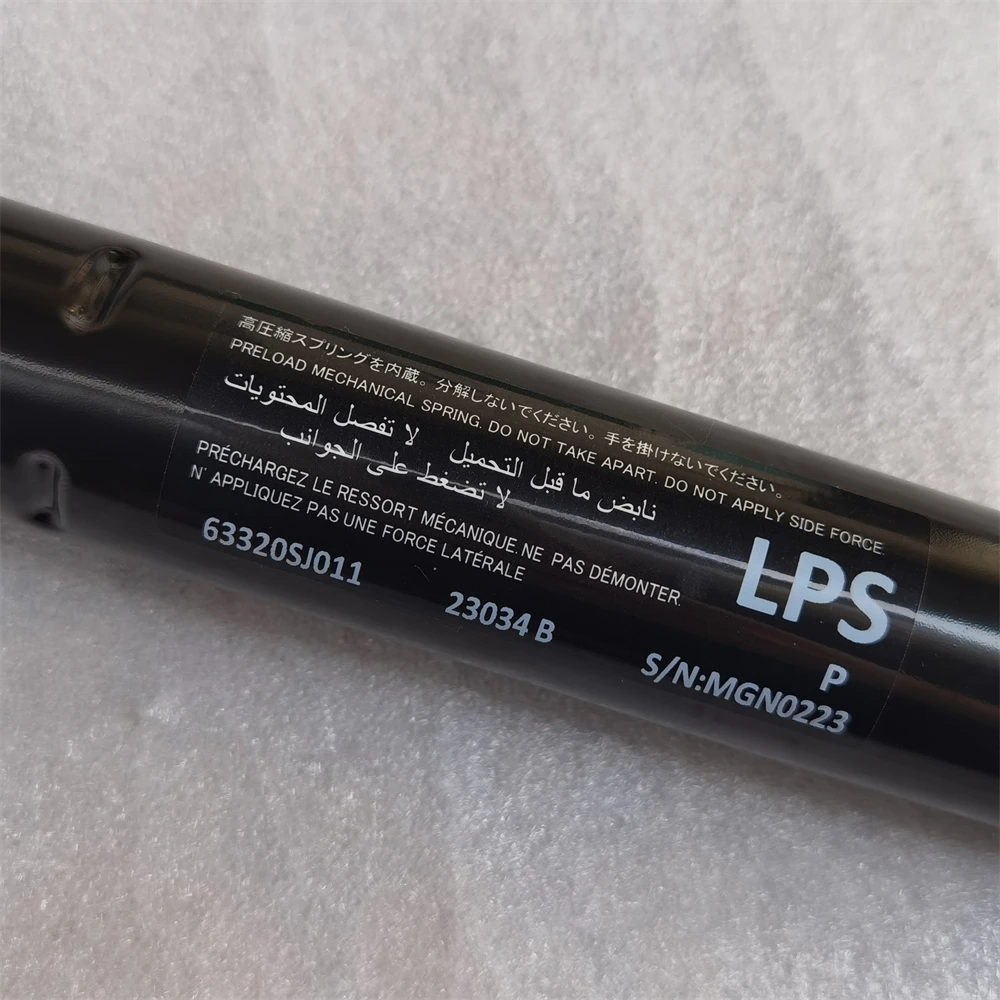 高圧縮スプリングを内蔵。分解しないでください。手を掛けないでください。
PRELOAD MECHANICAL SPRING. DO NOT TAKE APART. DO NOT APPLY SIDE FORCE.
نابض ما قبل التحميل لا تفصل المحتويات
لا تضغط على الجوانب
PRÉCHARGEZ LE RESSORT MÉCANIQUE.NE PAS DÉMONTER.
N' APPLIQUEZ PAS UNE FORCE LATÉRALE
LPS
63320SJ011 23034 B P
S/N:MGN0223